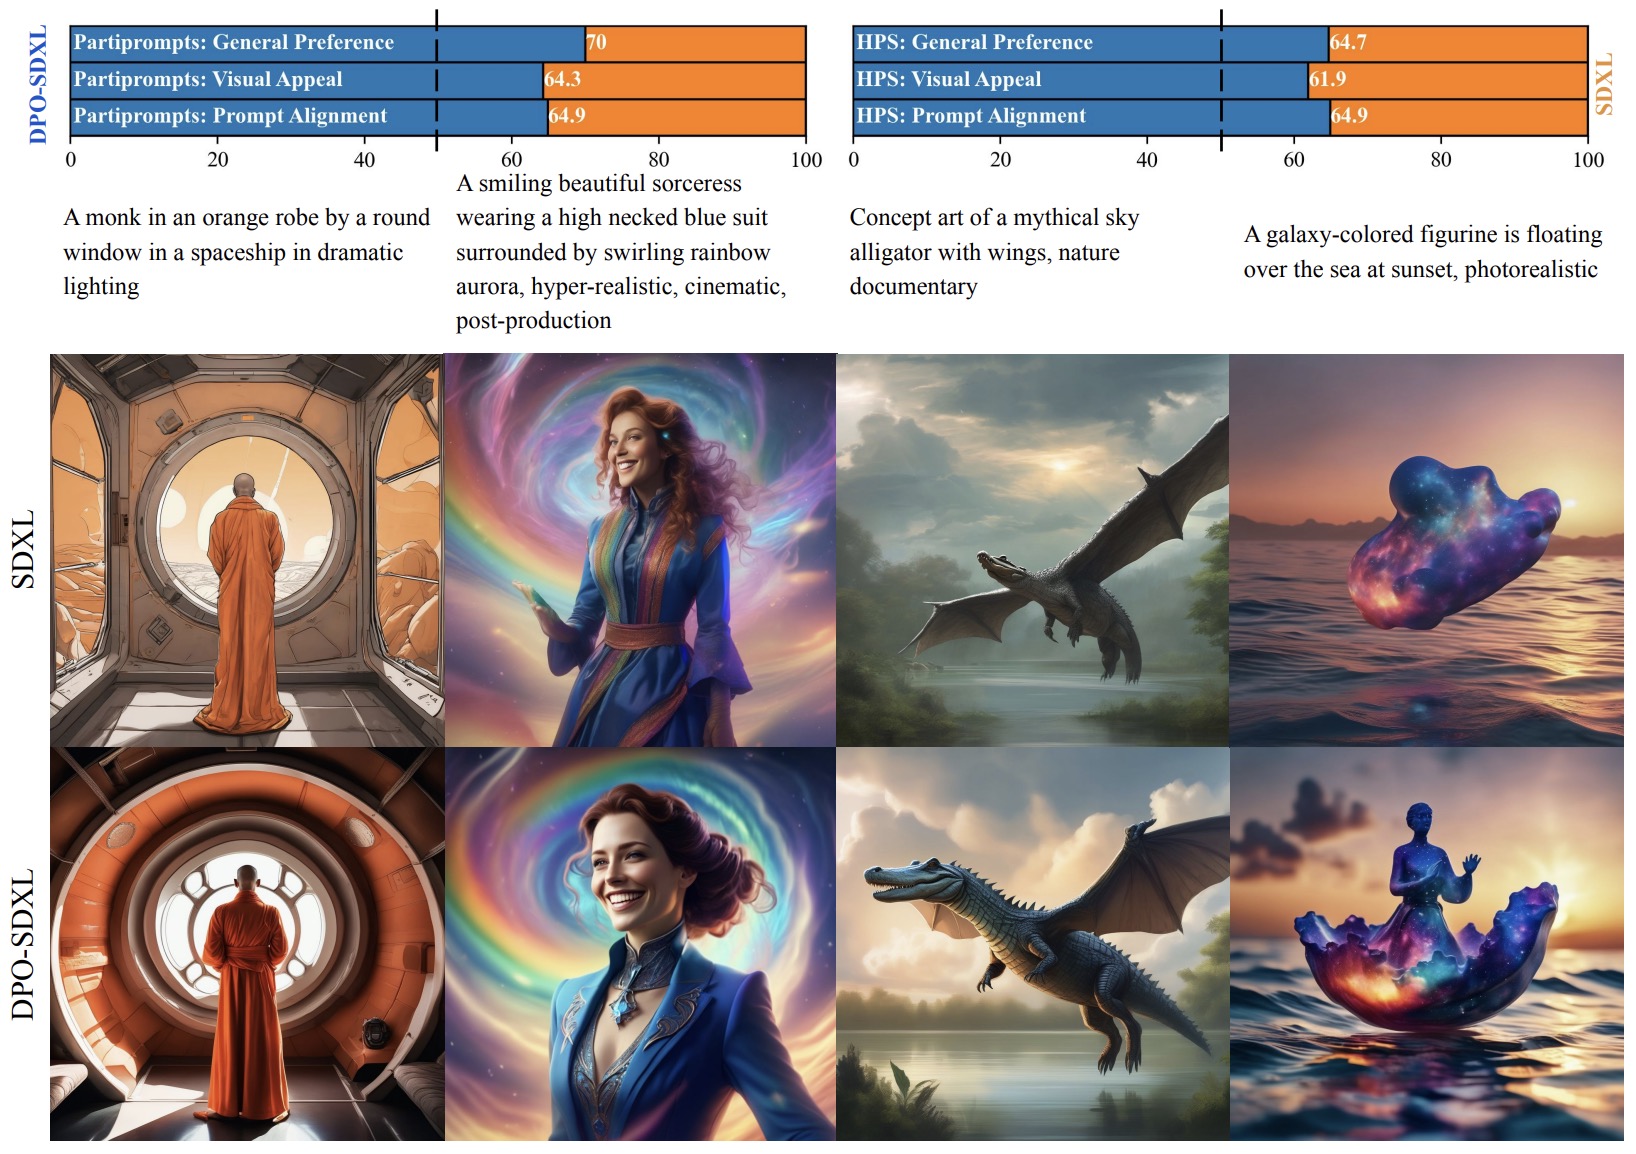 DPO-SDXL
Partiprompts: General Preference
70
Partiprompts: Visual Appeal
64.3
Partiprompts: Prompt Alignment
64.9
0 20 40 60 80 100
HPS: General Preference
64.7
HPS: Visual Appeal
61.9
HPS: Prompt Alignment
64.9
0 20 40 60 80 100
SDXL
A monk in an orange robe by a round
window in a spaceship in dramatic
lighting
A smiling beautiful sorceress
wearing a high necked blue suit
surrounded by swirling rainbow
aurora, hyper-realistic, cinematic,
post-production
Concept art of a mythical sky
alligator with wings, nature
documentary
A galaxy-colored figurine is floating
over the sea at sunset, photorealistic
SDXL
DPO-SDXL